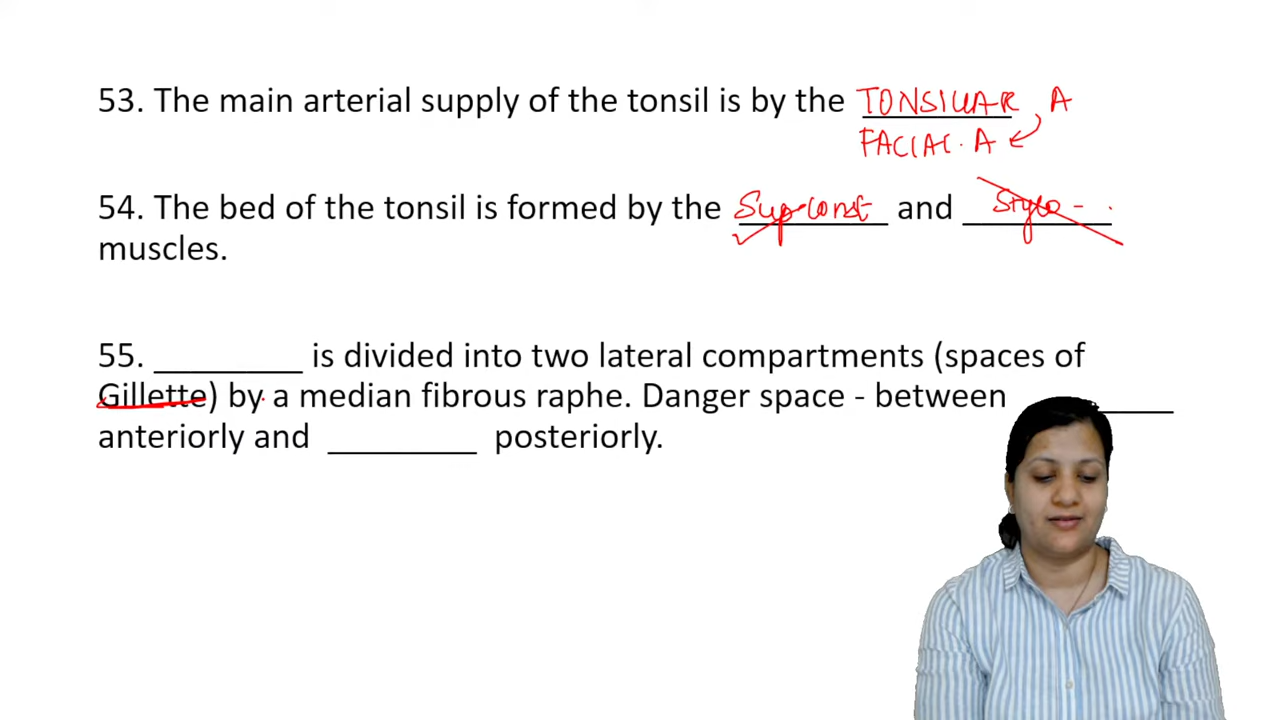 53. The main arterial supply of the tonsil is by the TONSILLAR A
FACIAL. A
54. The bed of the tonsil is formed by the Sup. const and Stylo - .
muscles.
55. _________ is divided into two lateral compartments (spaces of
Gillette) by a median fibrous raphe. Danger space - between ____
anteriorly and ________ posteriorly.